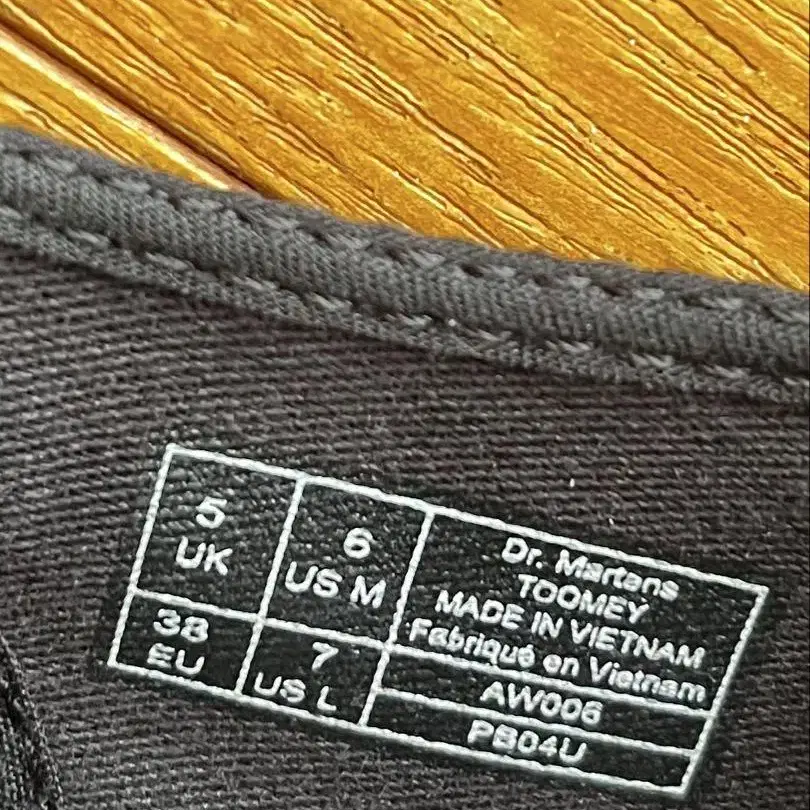 5
UK
6
US M
38
EU
7
US L
Dr. Martens
TOOMEY
MADE IN VIETNAM
Fabriqué en Vietnam
AW006
PB04U